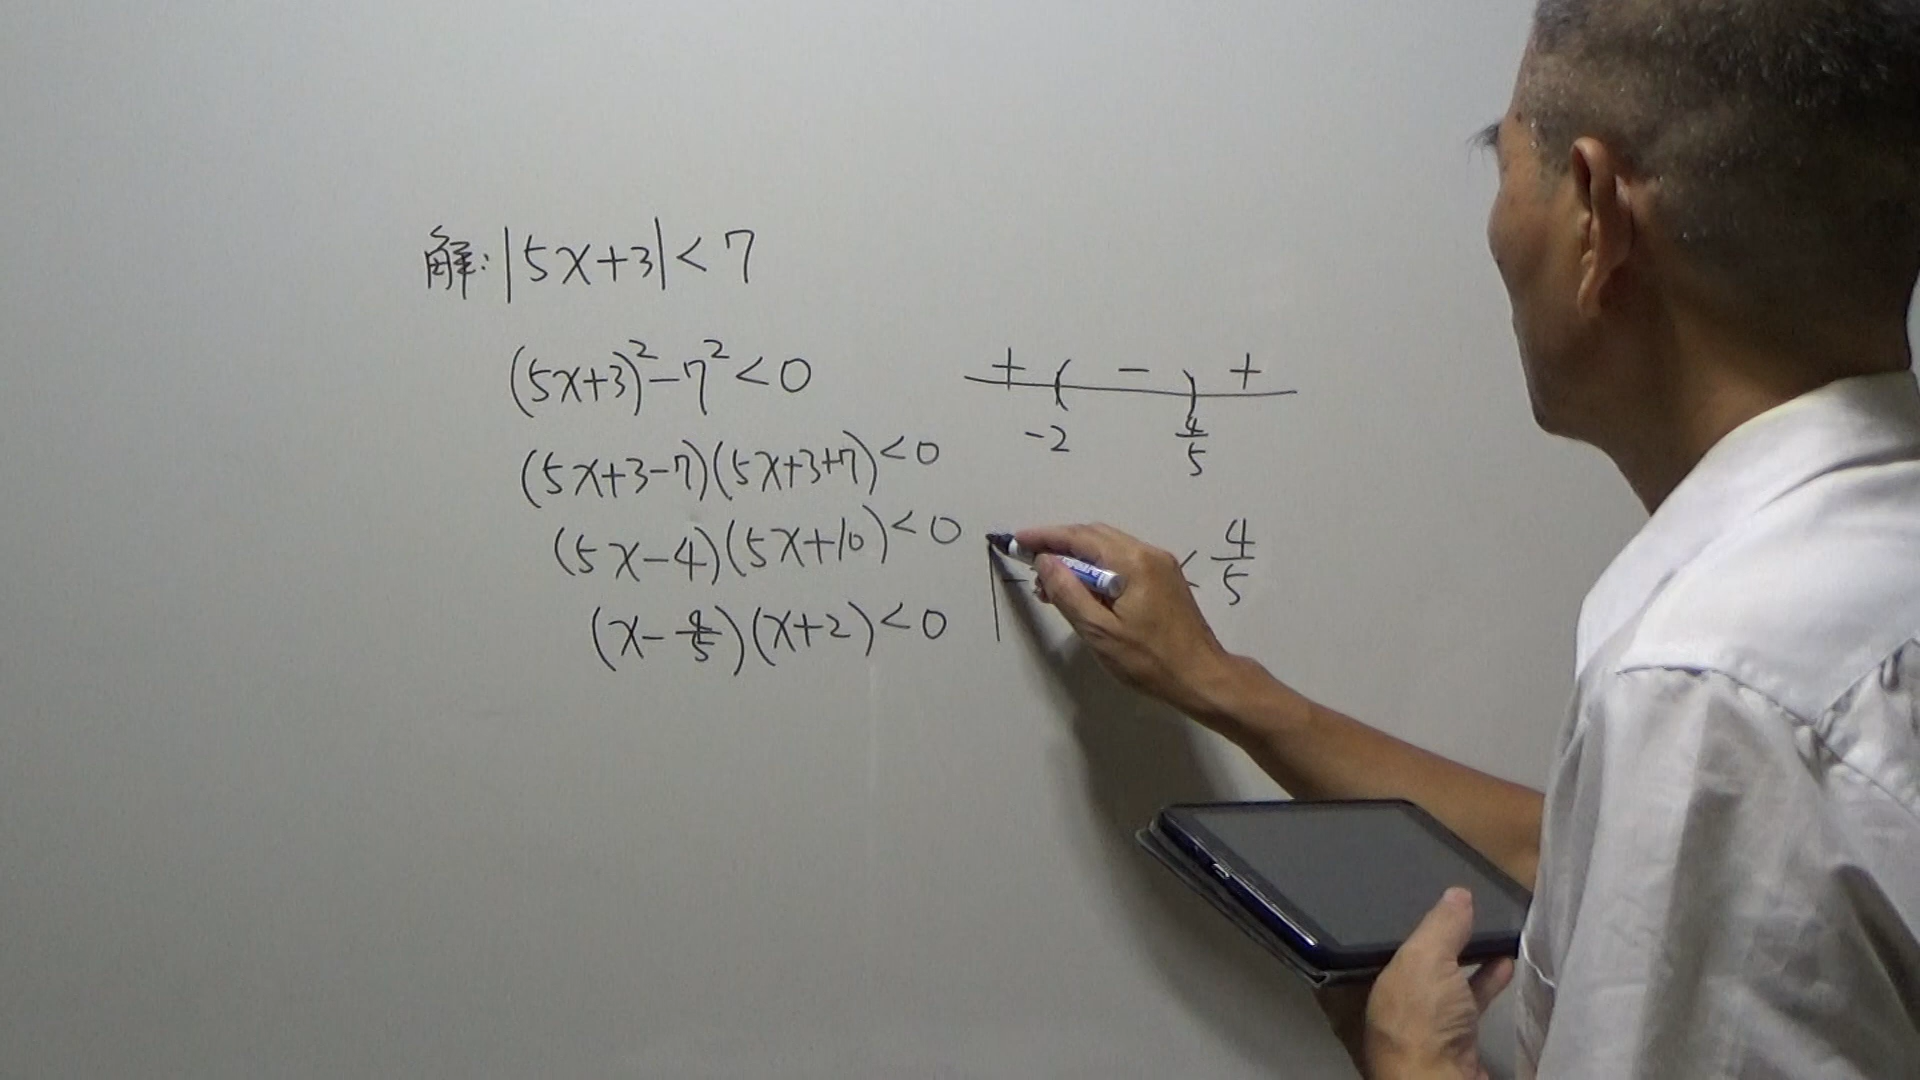 解: |5x+3| < 7
(5x+3)² - 7² < 0
(5x+3-7)(5x+3+7) < 0
(5x-4)(5x+10) < 0
(x-4/5)(x+2) < 0
+ ( - ) +
-2 4/5
- < 4/5